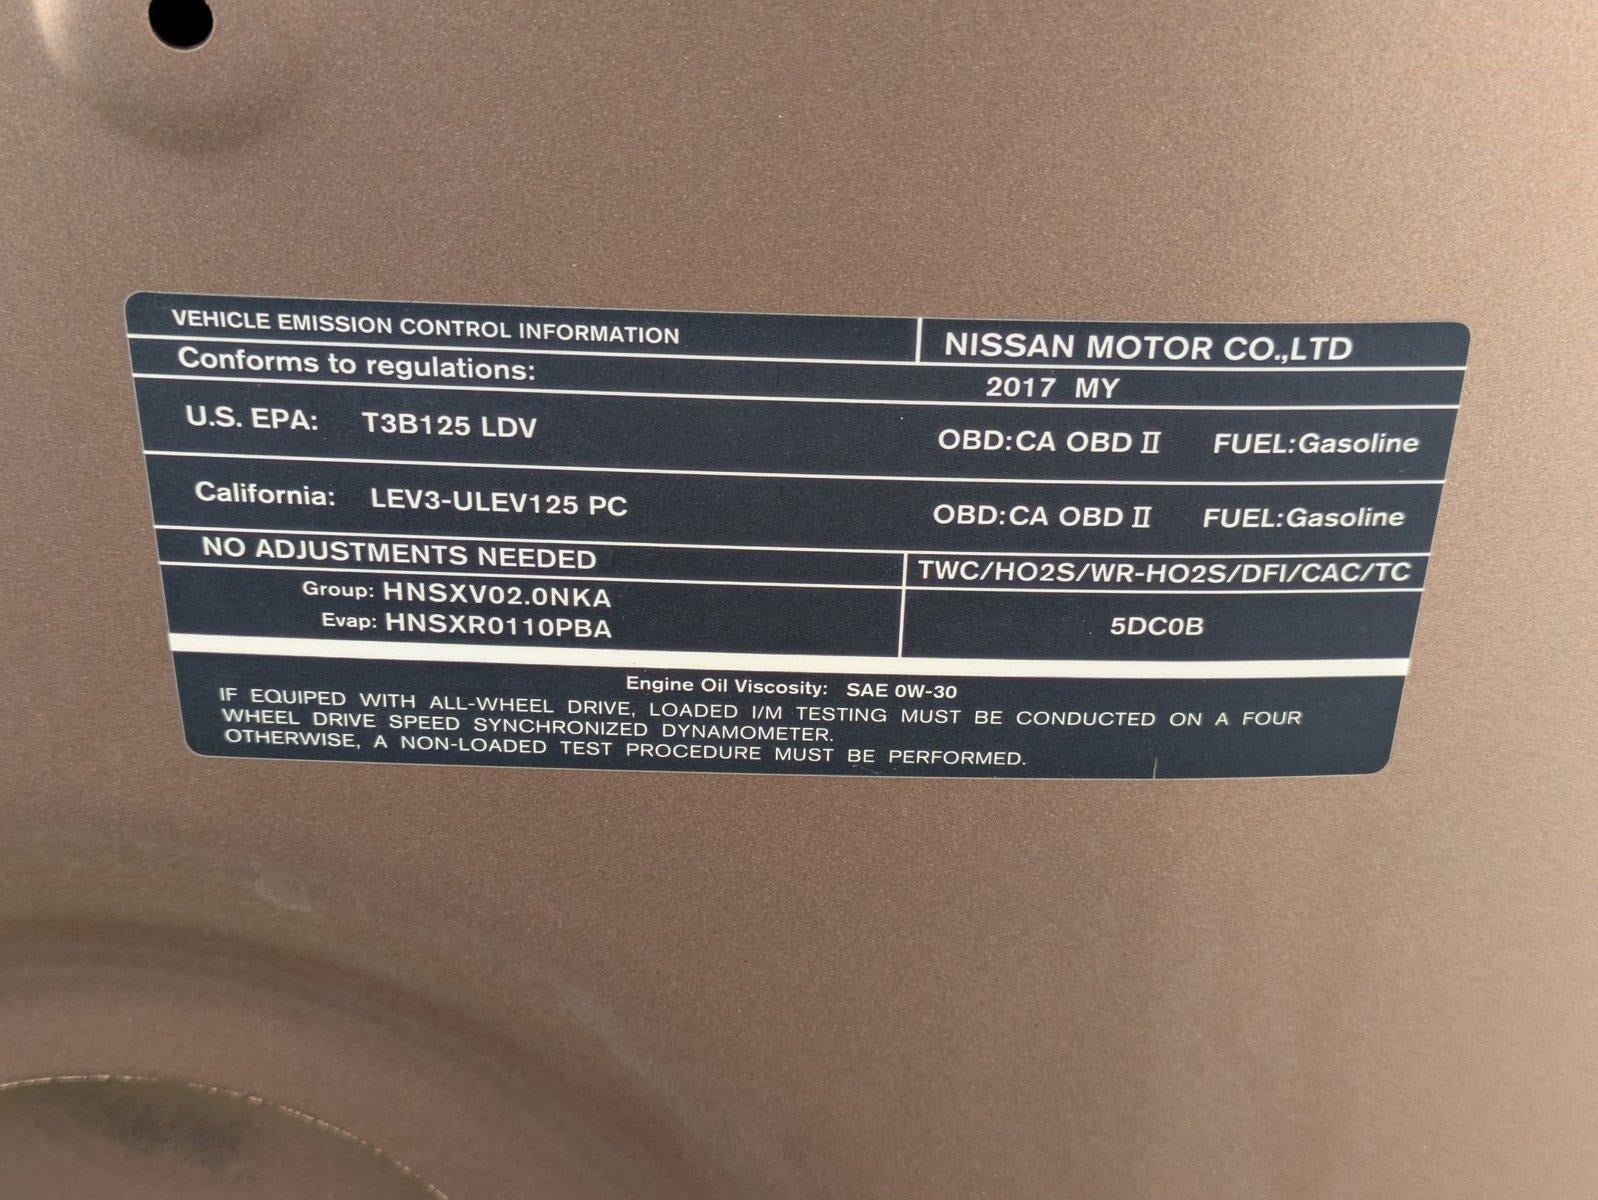 VEHICLE EMISSION CONTROL INFORMATION NISSAN MOTOR CO.,LTD
Conforms to regulations: 2017 MY
U.S. EPA: T3B125 LDV OBD:CA OBD II FUEL:Gasoline
California: LEV3-ULEV125 PC OBD:CA OBD II FUEL:Gasoline
NO ADJUSTMENTS NEEDED TWC/HO2S/WR-HO2S/DFI/CAC/TC
Group: HNSXV02.0NKA
Evap: HNSXR0110PBA 5DC0B
Engine Oil Viscosity: SAE 0W-30
IF EQUIPED WITH ALL-WHEEL DRIVE, LOADED I/M TESTING MUST BE CONDUCTED ON A FOUR
WHEEL DRIVE SPEED SYNCHRONIZED DYNAMOMETER.
OTHERWISE, A NON-LOADED TEST PROCEDURE MUST BE PERFORMED.